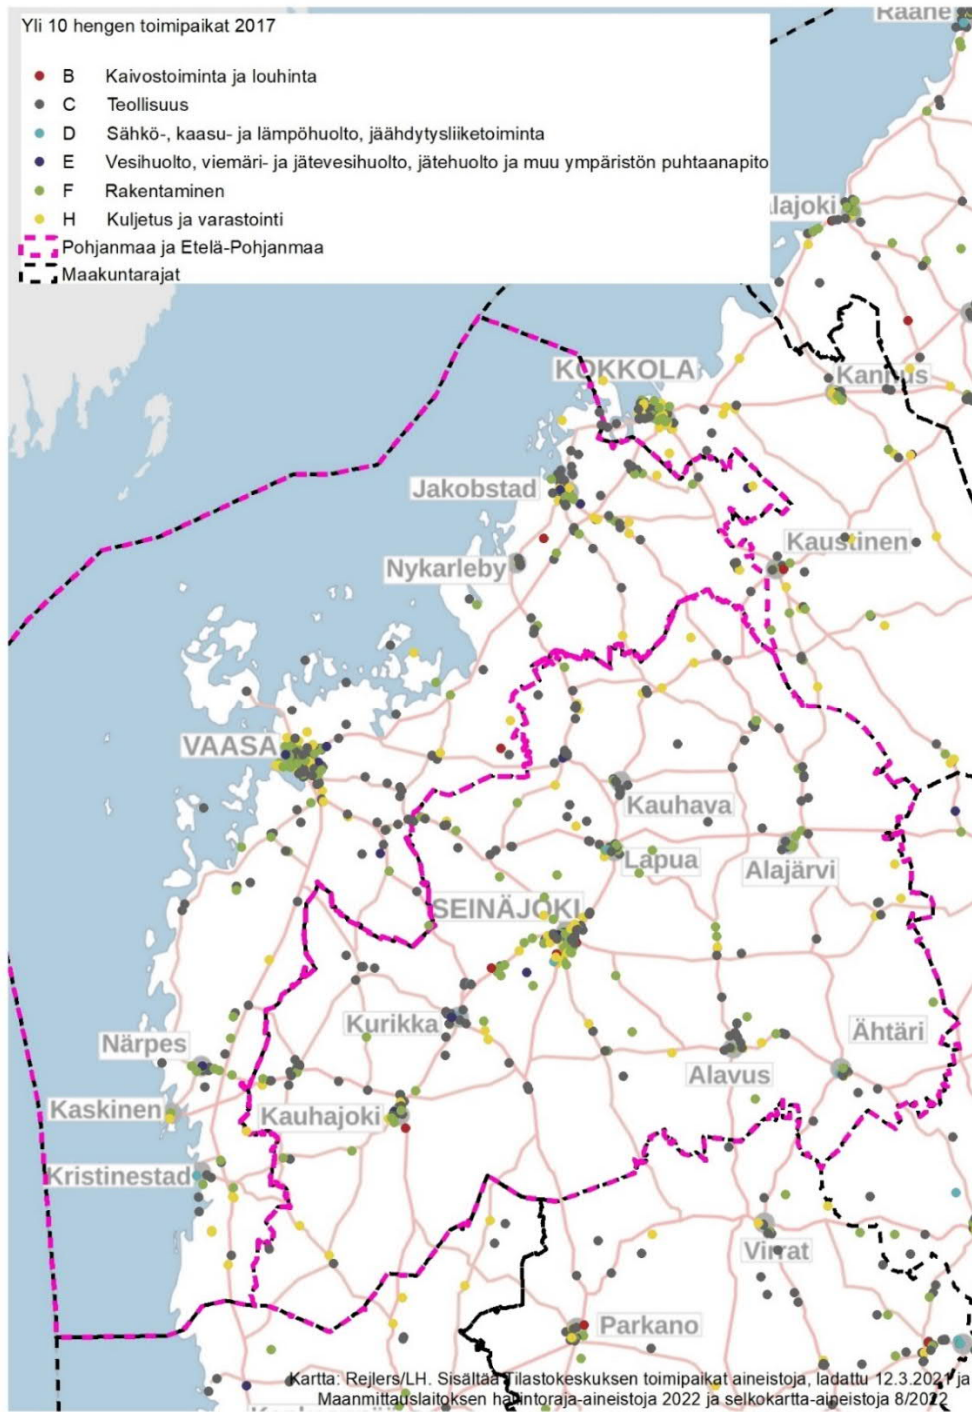 Yli 10 hengen toimipaikat 2017
B Kaivostoiminta ja louhinta
C Teollisuus
D Sähkö-, kaasu- ja lämpöhuolto, jäähdytysliiketoiminta
E Vesihuolto, viemäri- ja jätevesihuolto, jätehuolto ja muu ympäristön puhtaanapito
F Rakentaminen
H Kuljetus ja varastointi
Pohjanmaa ja Etelä-Pohjanmaa
Maakuntarajat
Raahe
alajoki
KOKKOLA
Kannus
Jakobstad
Kaustinen
Nykarleby
VAASA
Kauhava
Lapua
Alajärvi
SEINÄJOKI
Kurikka
Ähtäri
Närpes
Alavus
Kaskinen
Kauhajoki
Kristinestad
Virrat
Parkano
Kartta: Rejlers/LH. Sisältää Tilastokeskuksen toimipaikat aineistoja, ladattu 12.3.2021 ja
Maanmittauslaitoksen hallintoraja-aineistoja 2022 ja selkokartta-aineistoja 8/2022